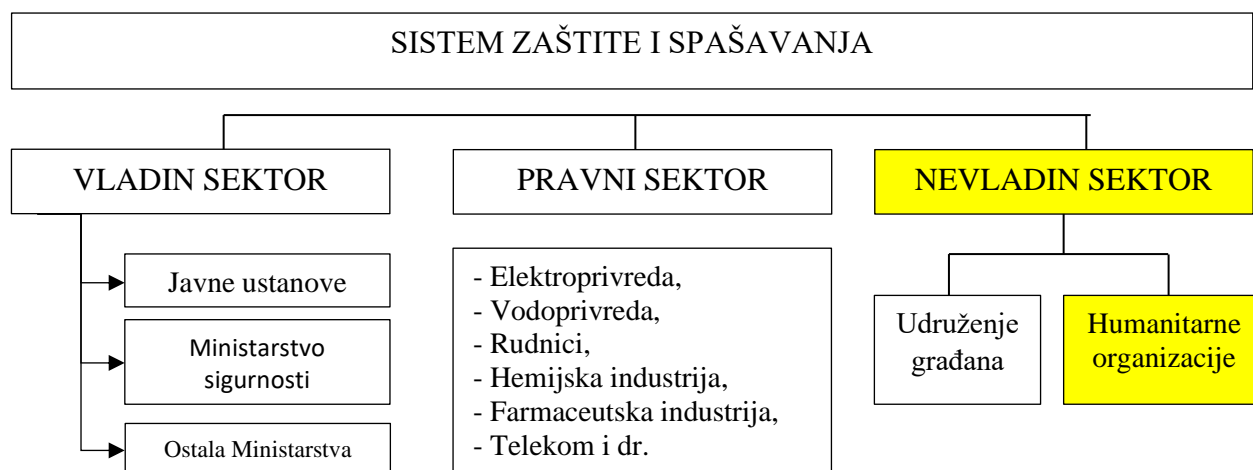 SISTEM ZAŠTITE I SPAŠAVANJA
VLADIN SEKTOR
Javne ustanove
Ministarstvo
sigurnosti
Ostala Ministarstva
PRAVNI SEKTOR
- Elektroprivreda,
- Vodoprivreda,
- Rudnici,
- Hemijska industrija,
- Farmaceutska industrija,
- Telekom i dr.
NEVLADIN SEKTOR
Udruženje
građana
Humanitarne
organizacije